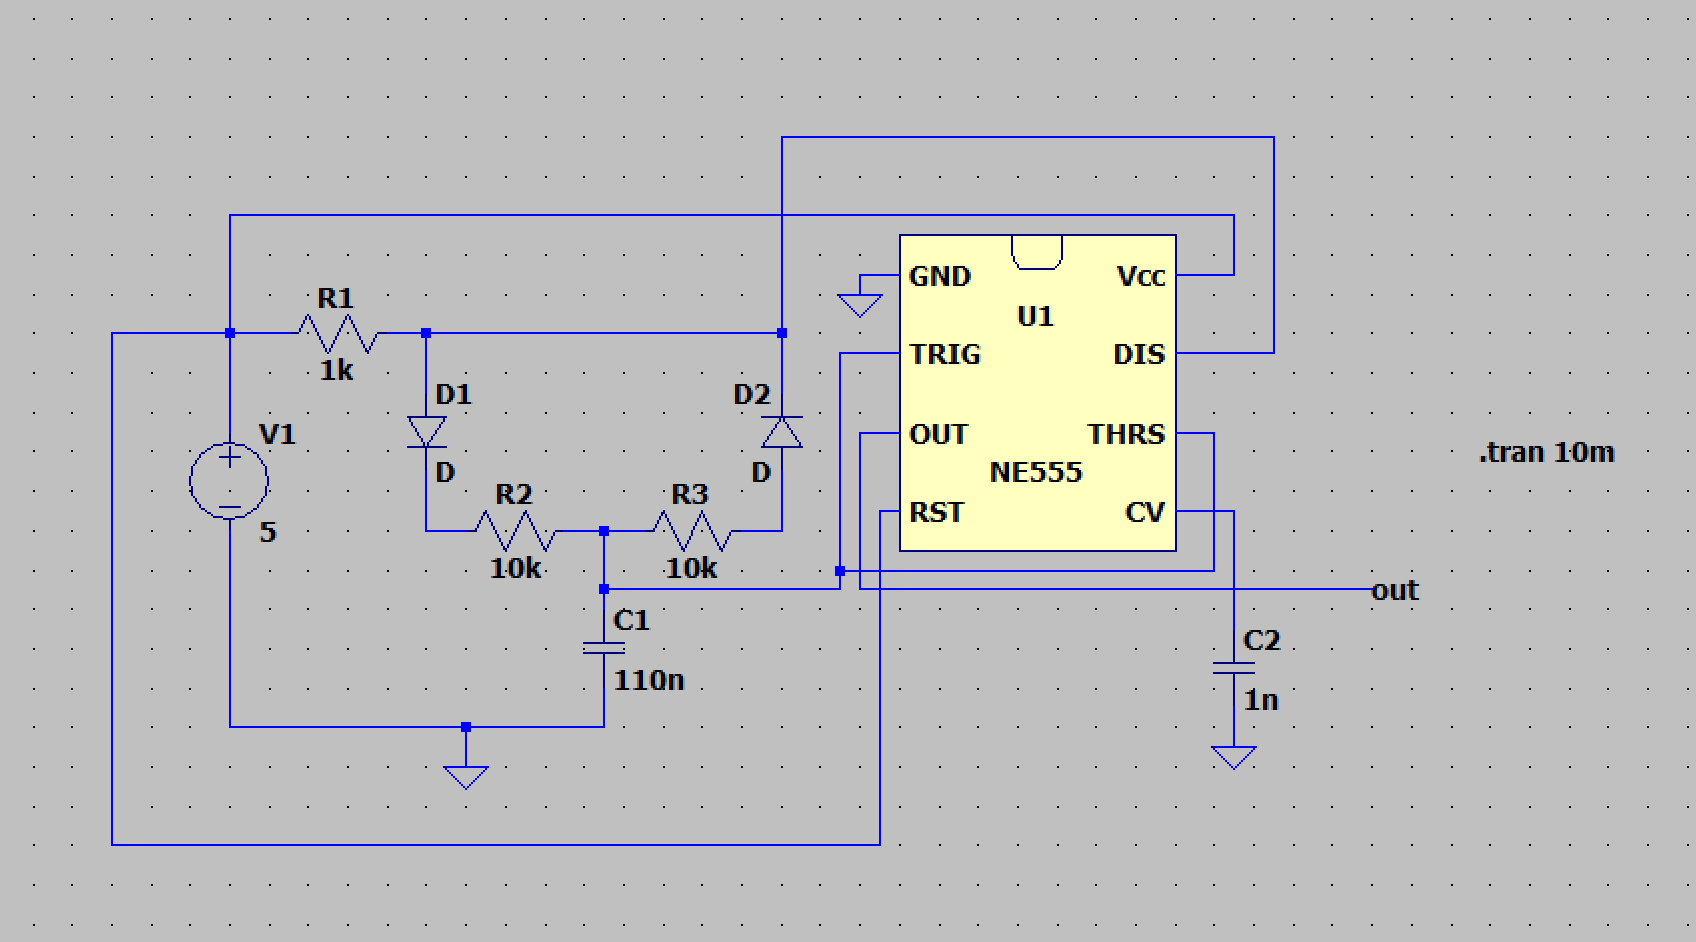 GND
Vcc
R1
U1
TRIG
DIS
1k
D1
D2
V1
OUT
THRS
.tran 10m
D
D
NE555
R2
R3
RST
CV
5
10k
10k
out
C1
C2
110n
1n